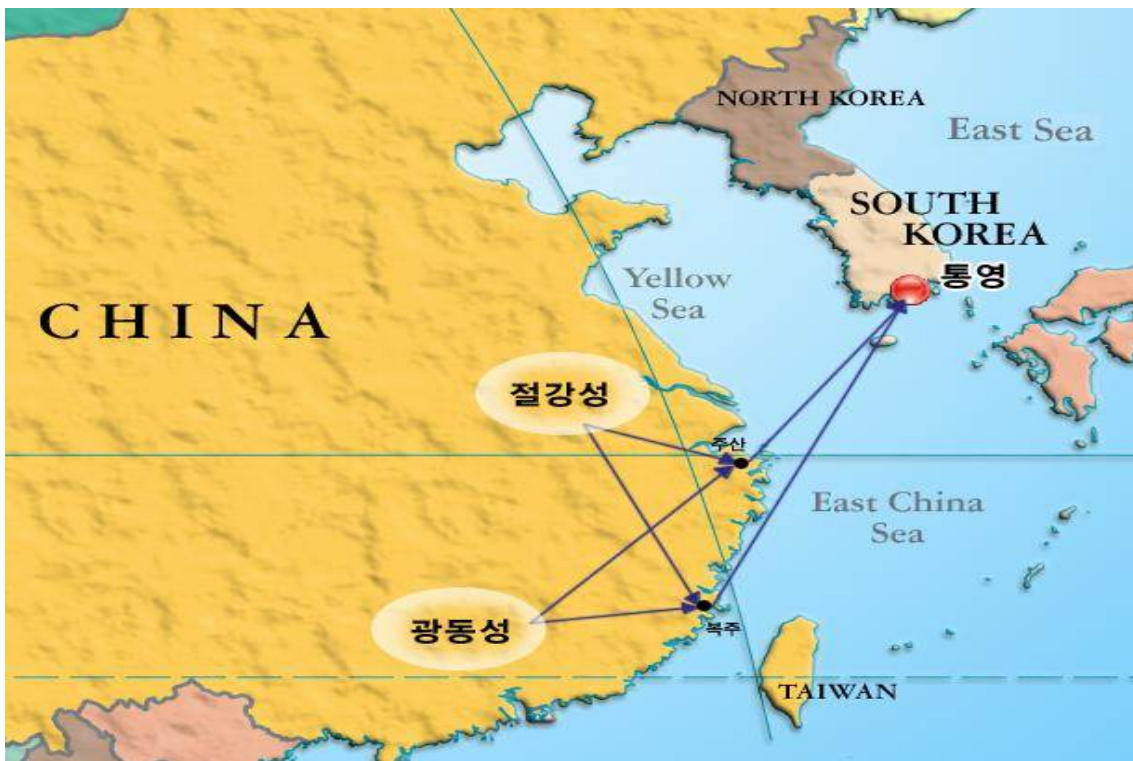 NORTH KOREA
East Sea
SOUTH
KOREA
통영
Yellow
Sea
CHINA
절강성
주산
East China
Sea
광동성
복주
TAIWAN